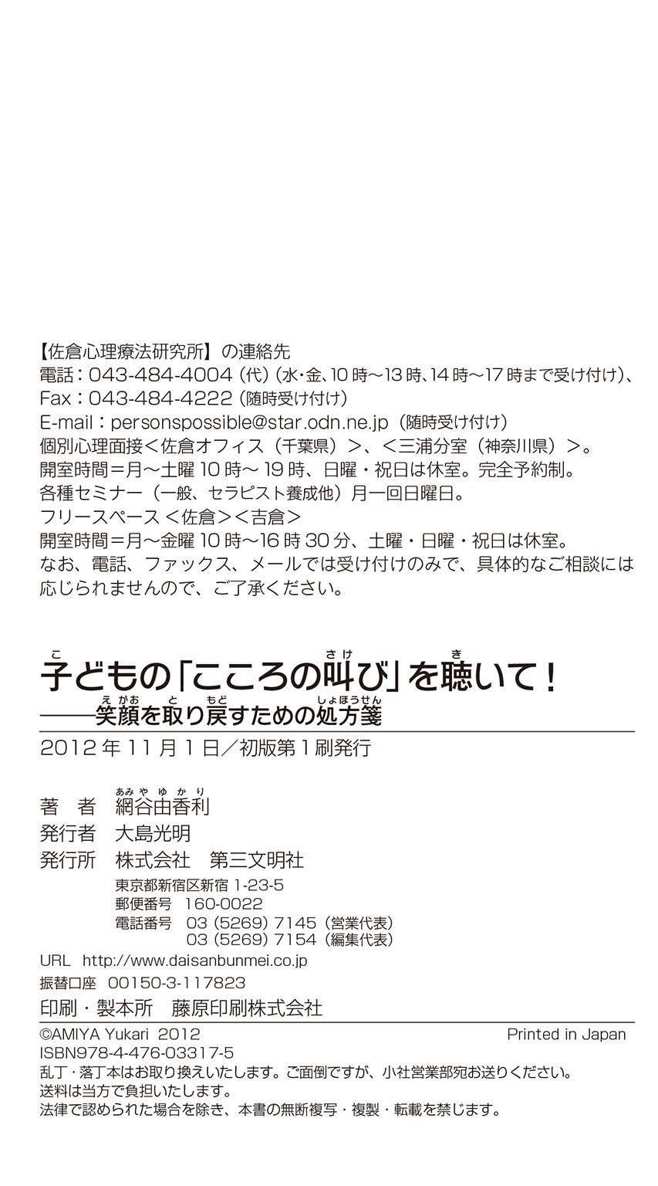 【佐倉心理療法研究所】の連絡先
電話：043-484-4004（代）（水・金、10時～13時、14時～17時まで受け付け）、
Fax：043-484-4222（随時受け付け）
E-mail：personspossible@star.odn.ne.jp（随時受け付け）
個別心理面接＜佐倉オフィス（千葉県）＞、＜三浦分室（神奈川県）＞。
開室時間＝月～土曜10時～19時、日曜・祝日は休室。完全予約制。
各種セミナー（一般、セラピスト養成他）月一回日曜日。
フリースペース＜佐倉＞＜吉倉＞
開室時間＝月～金曜10時～16時30分、土曜・日曜・祝日は休室。
なお、電話、ファックス、メールでは受け付けのみで、具体的なご相談には
応じられませんので、ご了承ください。
こ さけ き
子どもの「こころの叫び」を聴いて！
え がお と もど しょほうせん
――笑顔を取り戻すための処方箋
2012年11月1日／初版第1刷発行
あみ や ゆ か り
著　者　網谷由香利
発行者　大島光明
発行所　株式会社　第三文明社
東京都新宿区新宿1-23-5
郵便番号　160-0022
電話番号　03（5269）7145（営業代表）
03（5269）7154（編集代表）
URL　http://www.daisanbunmei.co.jp
振替口座　00150-3-117823
印刷・製本所　藤原印刷株式会社
©AMIYA Yukari 2012　Printed in Japan
ISBN978-4-476-03317-5
乱丁・落丁本はお取り換えいたします。ご面倒ですが、小社営業部宛お送りください。
送料は当方で負担いたします。
法律で認められた場合を除き、本書の無断複写・複製・転載を禁じます。